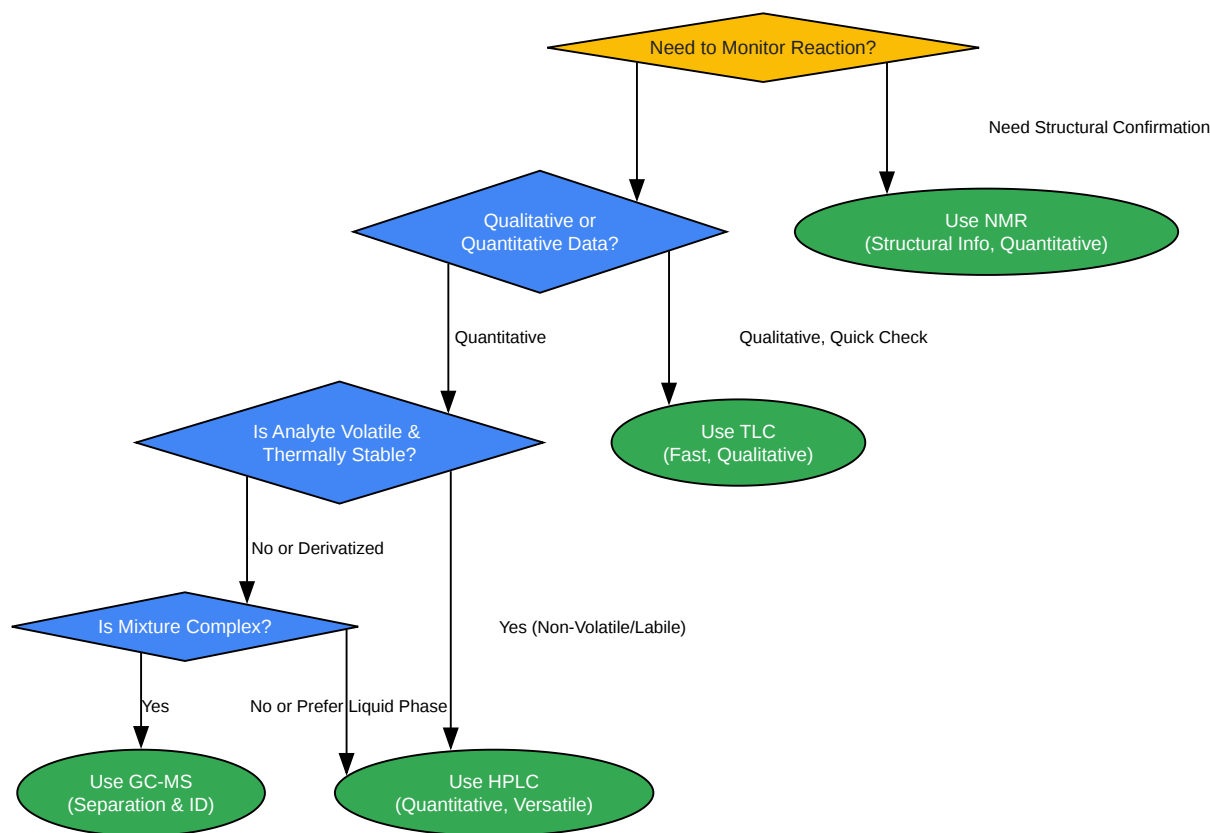 Need to Monitor Reaction?
Need Structural Confirmation
Qualitative or
Quantitative Data?
Use NMR
(Structural Info, Quantitative)
Quantitative
Qualitative, Quick Check
Is Analyte Volatile &
Thermally Stable?
Use TLC
(Fast, Qualitative)
No or Derivatized
Is Mixture Complex?
Yes (Non-Volatile/Labile)
Yes
No or Prefer Liquid Phase
Use GC-MS
(Separation & ID)
Use HPLC
(Quantitative, Versatile)